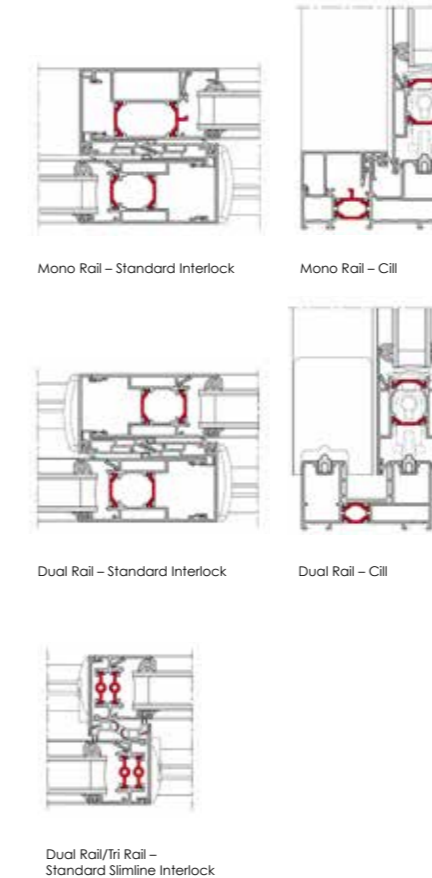 Mono Rail – Standard Interlock
Mono Rail – Cill
Dual Rail – Standard Interlock
Dual Rail – Cill
Dual Rail/Tri Rail –
Standard Slimline Interlock